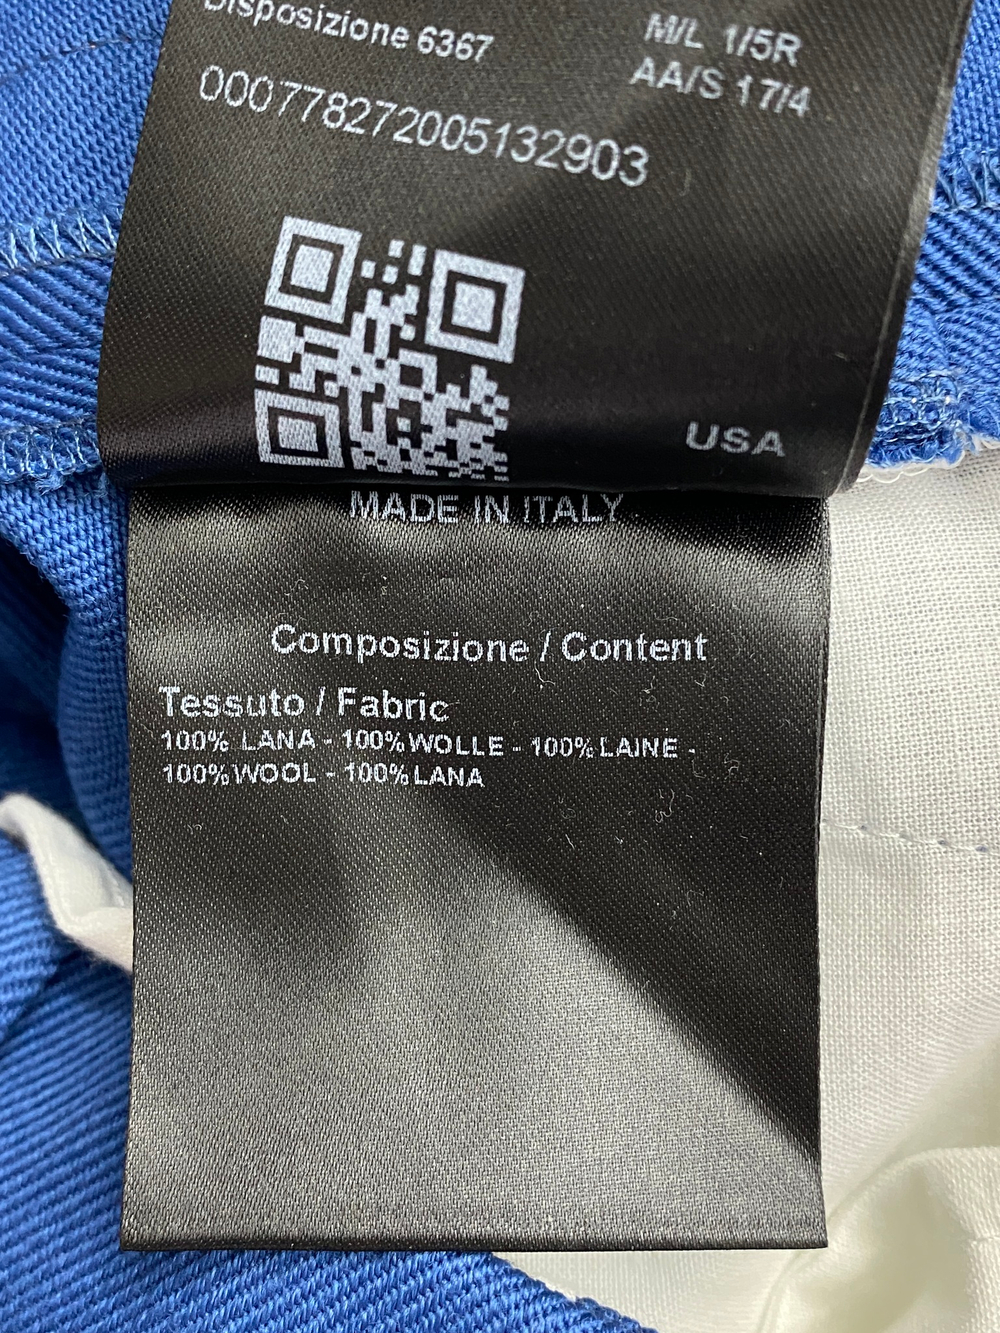 Disposizione 6367
M/L 1/5R
AA/S 17/4
000778272005132903
USA
MADE IN ITALY
Composizione / Content
Tessuto / Fabric
100% LANA - 100% WOLLE - 100% LAINE -
100% WOOL - 100% LANA